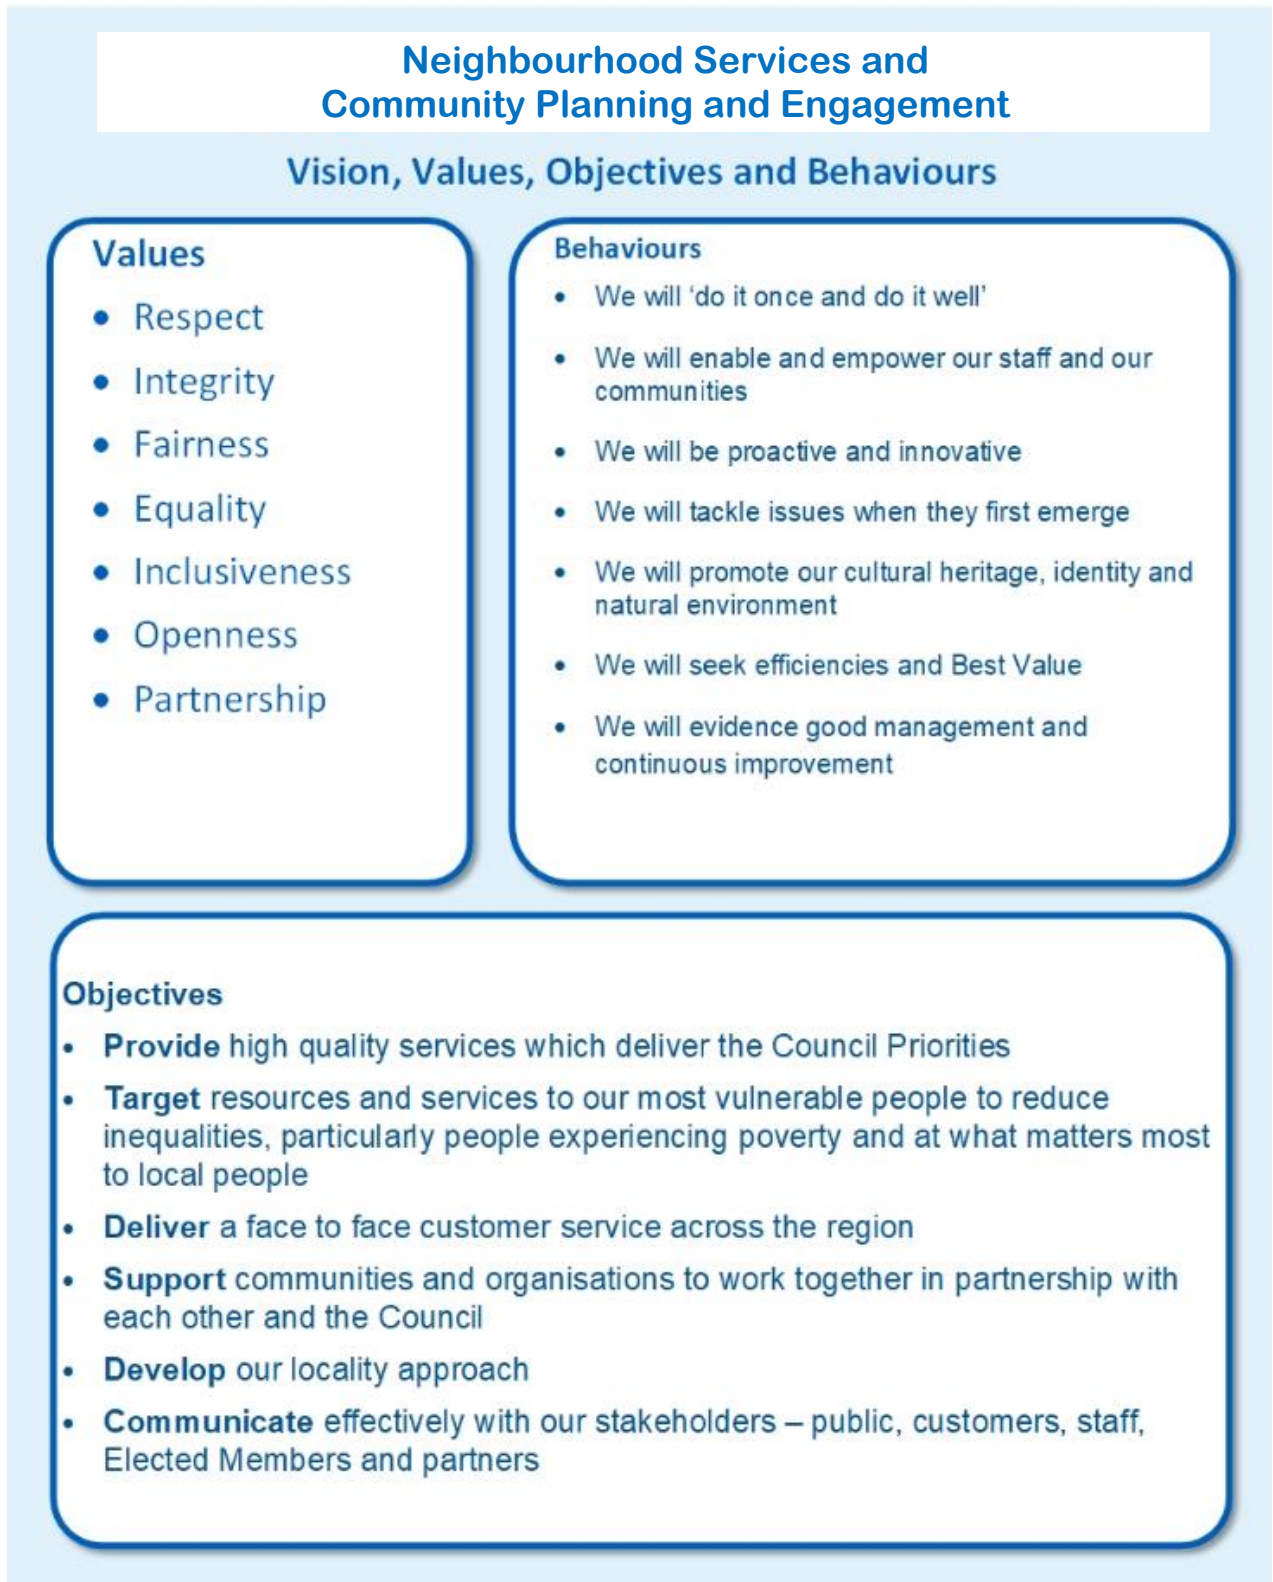 Neighbourhood Services and
Community Planning and Engagement
Vision, Values, Objectives and Behaviours
Values
• Respect
• Integrity
• Fairness
• Equality
• Inclusiveness
• Openness
• Partnership
Behaviours
• We will ‘do it once and do it well’
• We will enable and empower our staff and our
communities
• We will be proactive and innovative
• We will tackle issues when they first emerge
• We will promote our cultural heritage, identity and
natural environment
• We will seek efficiencies and Best Value
• We will evidence good management and
continuous improvement
Objectives
• Provide high quality services which deliver the Council Priorities
• Target resources and services to our most vulnerable people to reduce
inequalities, particularly people experiencing poverty and at what matters most
to local people
• Deliver a face to face customer service across the region
• Support communities and organisations to work together in partnership with
each other and the Council
• Develop our locality approach
• Communicate effectively with our stakeholders – public, customers, staff,
Elected Members and partners